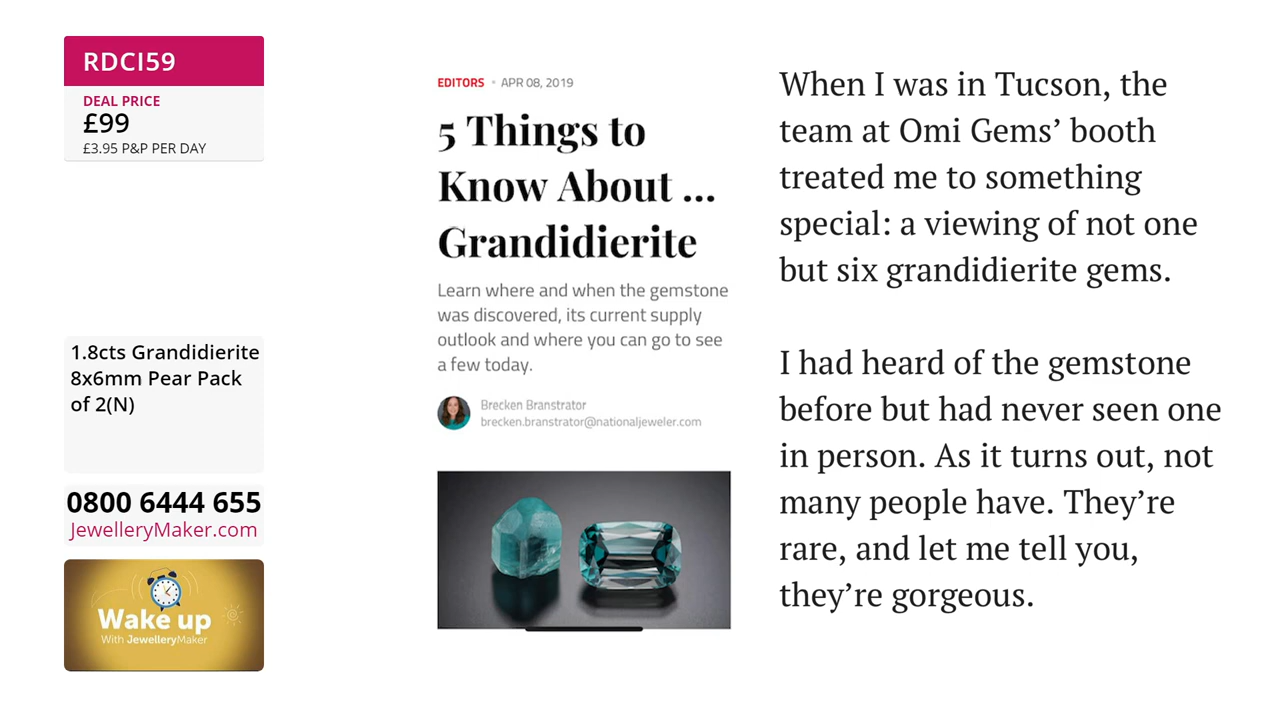 RDCI59
DEAL PRICE
£99
£3.95 P&P PER DAY
1.8cts Grandidierite
8x6mm Pear Pack
of 2(N)
0800 6444 655
JewelleryMaker.com
Wake up
With JewelleryMaker
EDITORS • APR 08, 2019
5 Things to
Know About ...
Grandidierite
Learn where and when the gemstone
was discovered, its current supply
outlook and where you can go to see
a few today.
Brecken Branstrator
brecken.branstrator@nationaljeweler.com
When I was in Tucson, the
team at Omi Gems’ booth
treated me to something
special: a viewing of not one
but six grandidierite gems.
I had heard of the gemstone
before but had never seen one
in person. As it turns out, not
many people have. They’re
rare, and let me tell you,
they’re gorgeous.